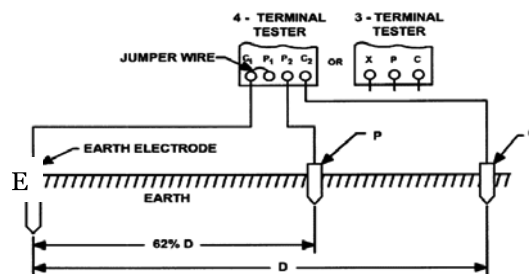 4 - TERMINAL
TESTER
3 - TERMINAL
TESTER
JUMPER WIRE
C1 P1 P2 C2
OR
X P C
EARTH ELECTRODE
P
E
EARTH
62% D
D